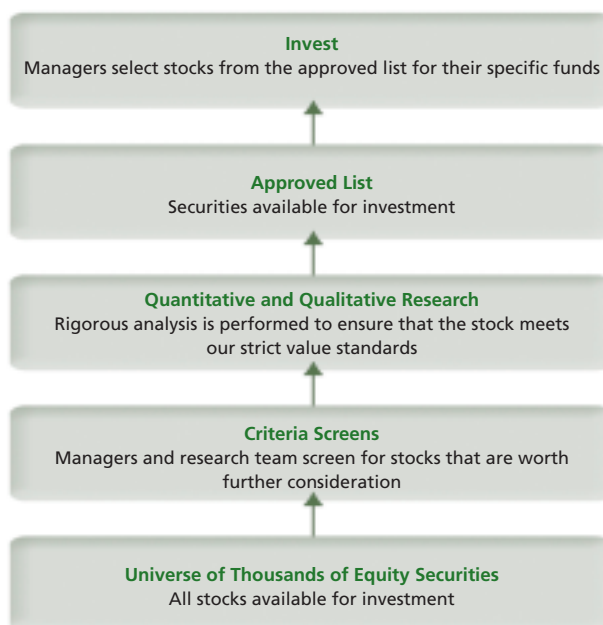 Invest
Managers select stocks from the approved list for their specific funds
Approved List
Securities available for investment
Quantitative and Qualitative Research
Rigorous analysis is performed to ensure that the stock meets
our strict value standards
Criteria Screens
Managers and research team screen for stocks that are worth
further consideration
Universe of Thousands of Equity Securities
All stocks available for investment